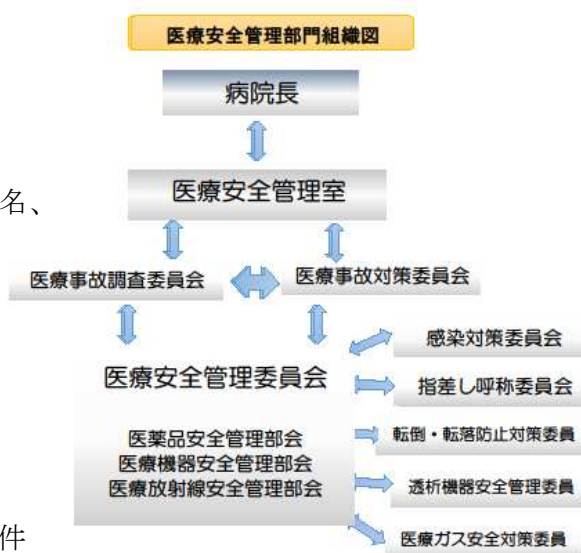 医療安全管理部門組織図
病院長
名、
医療安全管理室
医療事故調査委員会
医療事故対策委員会
医療安全管理委員会
医薬品安全管理部会
医療機器安全管理部会
医療放射線安全管理部会
感染対策委員会
指差し呼称委員会
転倒・転落防止対策委員
透析機器安全管理委員
医療ガス安全対策委員
件